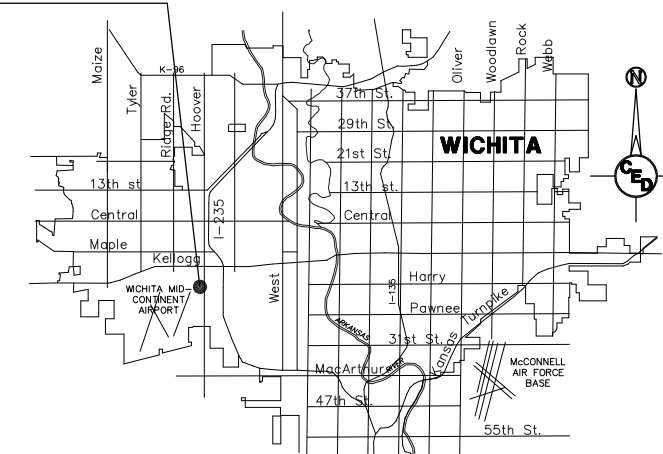 Maize
Tyler
Ridge Rd.
Hoover
K-96
Oliver
Woodlawn
Rock
Webb
N
CED
37th St.
29th St.
21st St.
WICHITA
13th st
13th st.
Central
Central
Maple
Kellogg
I-235
West
I-135
Harry
Pawnee
Kansas Turnpike
WICHITA MID-
CONTINENT
AIRPORT
ARKANSAS
RIVER
31st St.
MacArthur
47th St.
55th St.
McCONNELL
AIR FORCE
BASE